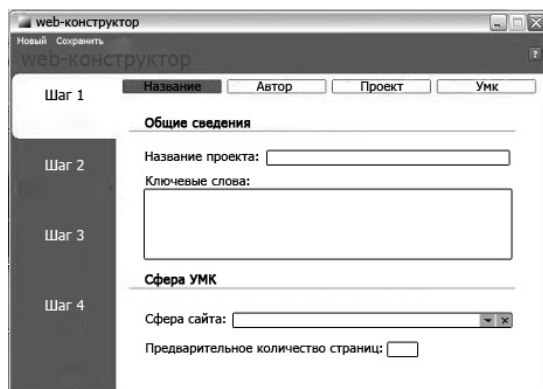 web-конструктор
Новый Сохранить
web-конструктор
?
Шаг 1
Название Автор Проект Умк
Общие сведения
Шаг 2
Название проекта:
Ключевые слова:
Шаг 3
Сфера УМК
Шаг 4
Сфера сайта:
Предварительное количество страниц: